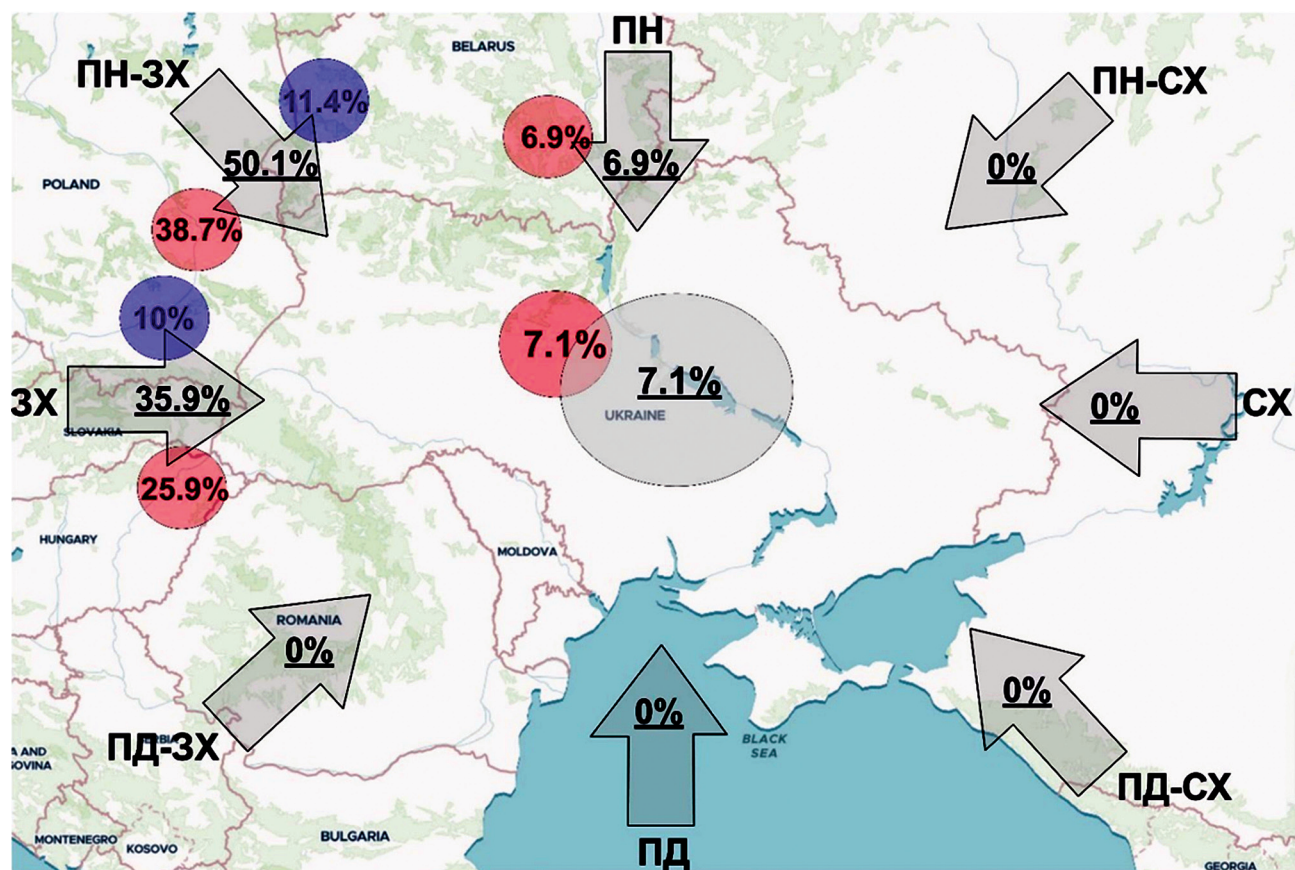 ПН
BELARUS
ПН-ЗХ
ПН-СХ
11.4%
6.9%
50.1%
6.9%
0%
POLAND
38.7%
10%
7.1%
7.1%
ЗХ
35.9%
0%
СХ
UKRAINE
SLOVAKIA
25.9%
HUNGARY
MOLDOVA
ROMANIA
0%
0%
0%
ПД-ЗХ
BLACK
SEA
A AND
GOVINA
ПД-СХ
MONTENEGRO
KOSOVO
BULGARIA
ПД
GEORGIA